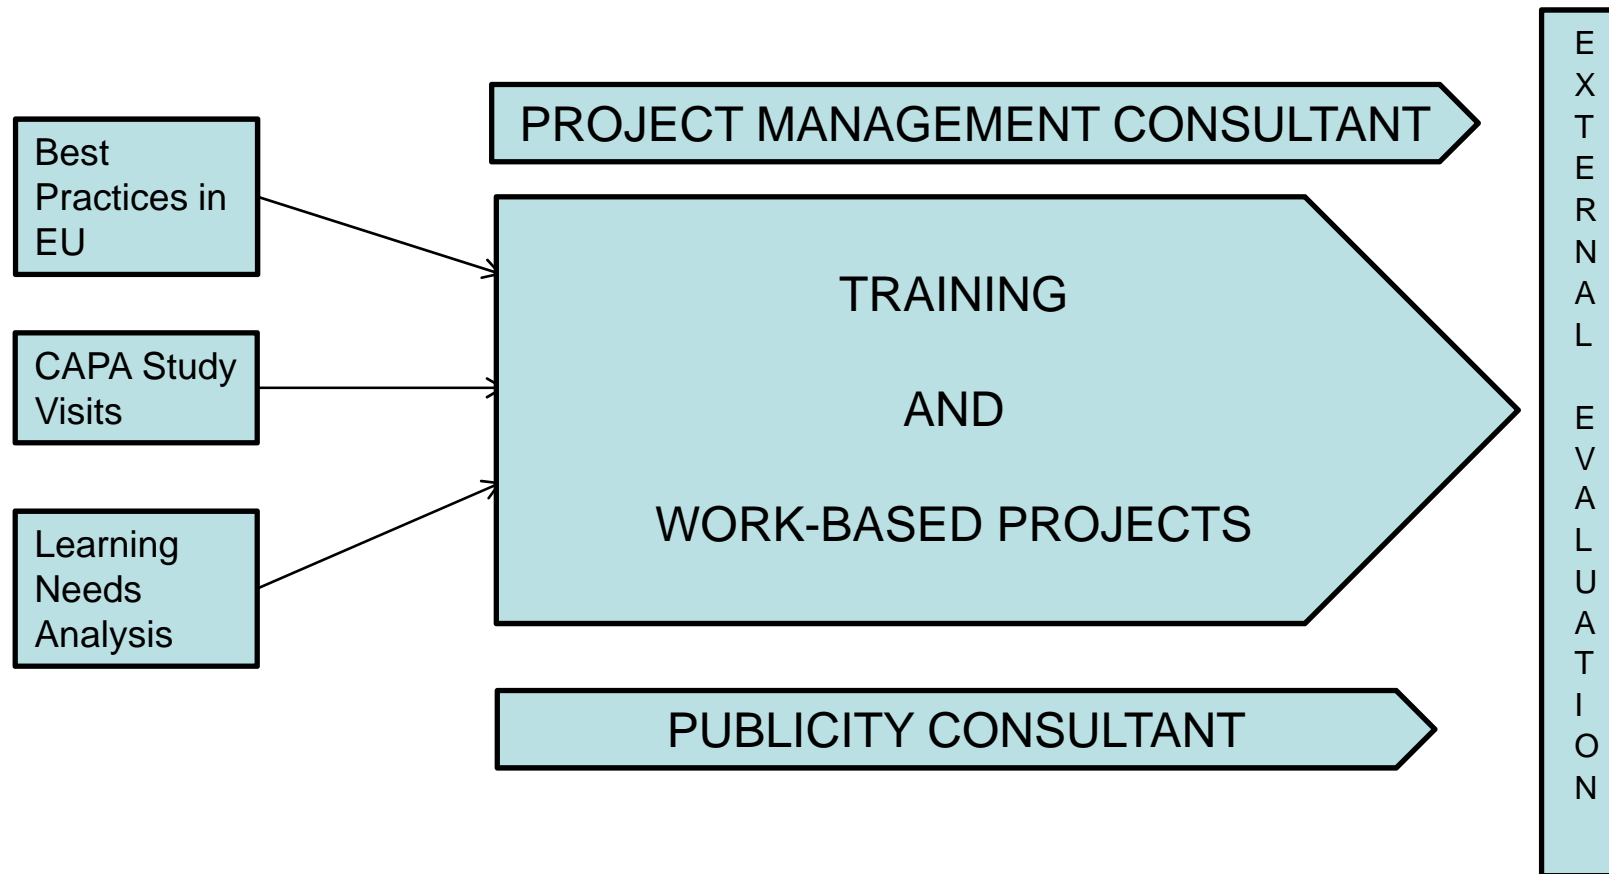 PROJECT MANAGEMENT CONSULTANT
Best
Practices in
EU
CAPA Study
Visits
Learning
Needs
Analysis
TRAINING
AND
WORK-BASED PROJECTS
PUBLICITY CONSULTANT
E
X
T
E
R
N
A
L
E
V
A
L
U
A
T
I
O
N